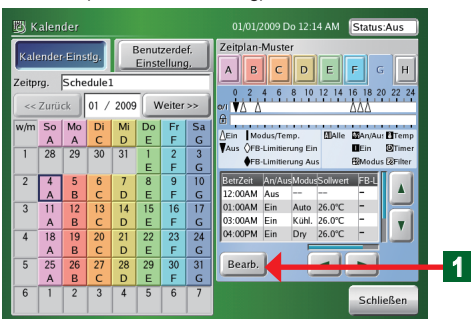 Kalender
01/01/2009 Do 12:14 AM
Status:Aus
Kalender-Einstlg.
Benutzerdef. Einstellung.
Zeitprg. Schedule1
<< Zurück 01 / 2009 Weiter >>
w/m So Mo Di Mi Do Fr Sa
A A C D E F G
1 28 29 30 31 1 2 3
E F G
2 4 5 6 7 8 9 10
A B C D E F G
3 11 12 13 14 15 16 17
A B C D E F G
4 18 19 20 21 22 23 24
A B C D E F G
5 25 26 27 28 29 30 31
A B C D E F G
6 1 2 3 4 5 6 7
Zeitplan-Muster
A B C D E F G H
0 2 4 6 8 10 12 14 16 18 20 22 24
o/I
Ein Modus/Temp. Alle An/Aus Temp
Aus FB-Limitierung Ein Ein Timer
FB-Limitierung Aus Modus Filter
BetrZeit An/Aus Modus Sollwert FB-L
12:00AM Aus -- -- --
01:00AM Ein Auto 26.0°C --
03:00AM Ein Kühl. 26.0°C --
04:00PM Ein Dry 26.0°C --
Bearb.
1
Schließen